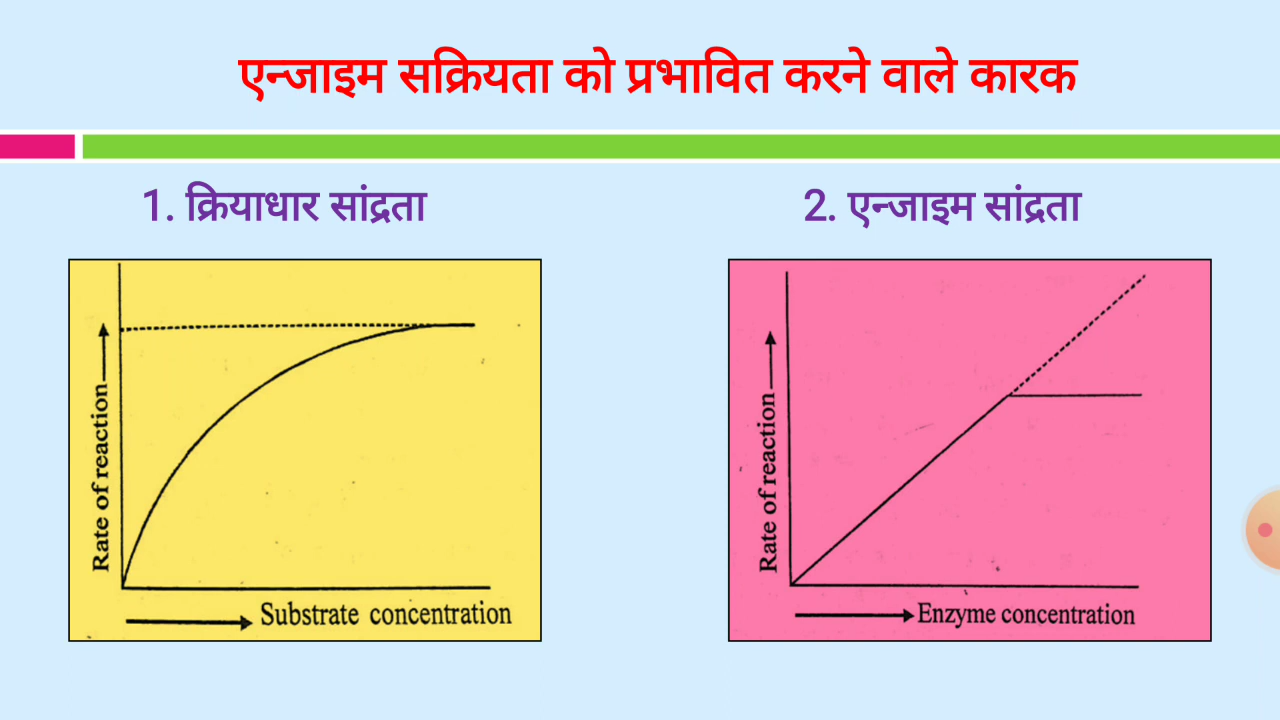 एन्जाइम सक्रियता को प्रभावित करने वाले कारक
1. क्रियाधार सांद्रता
2. एन्जाइम सांद्रता
Rate of reaction
Substrate concentration
Rate of reaction
Enzyme concentration